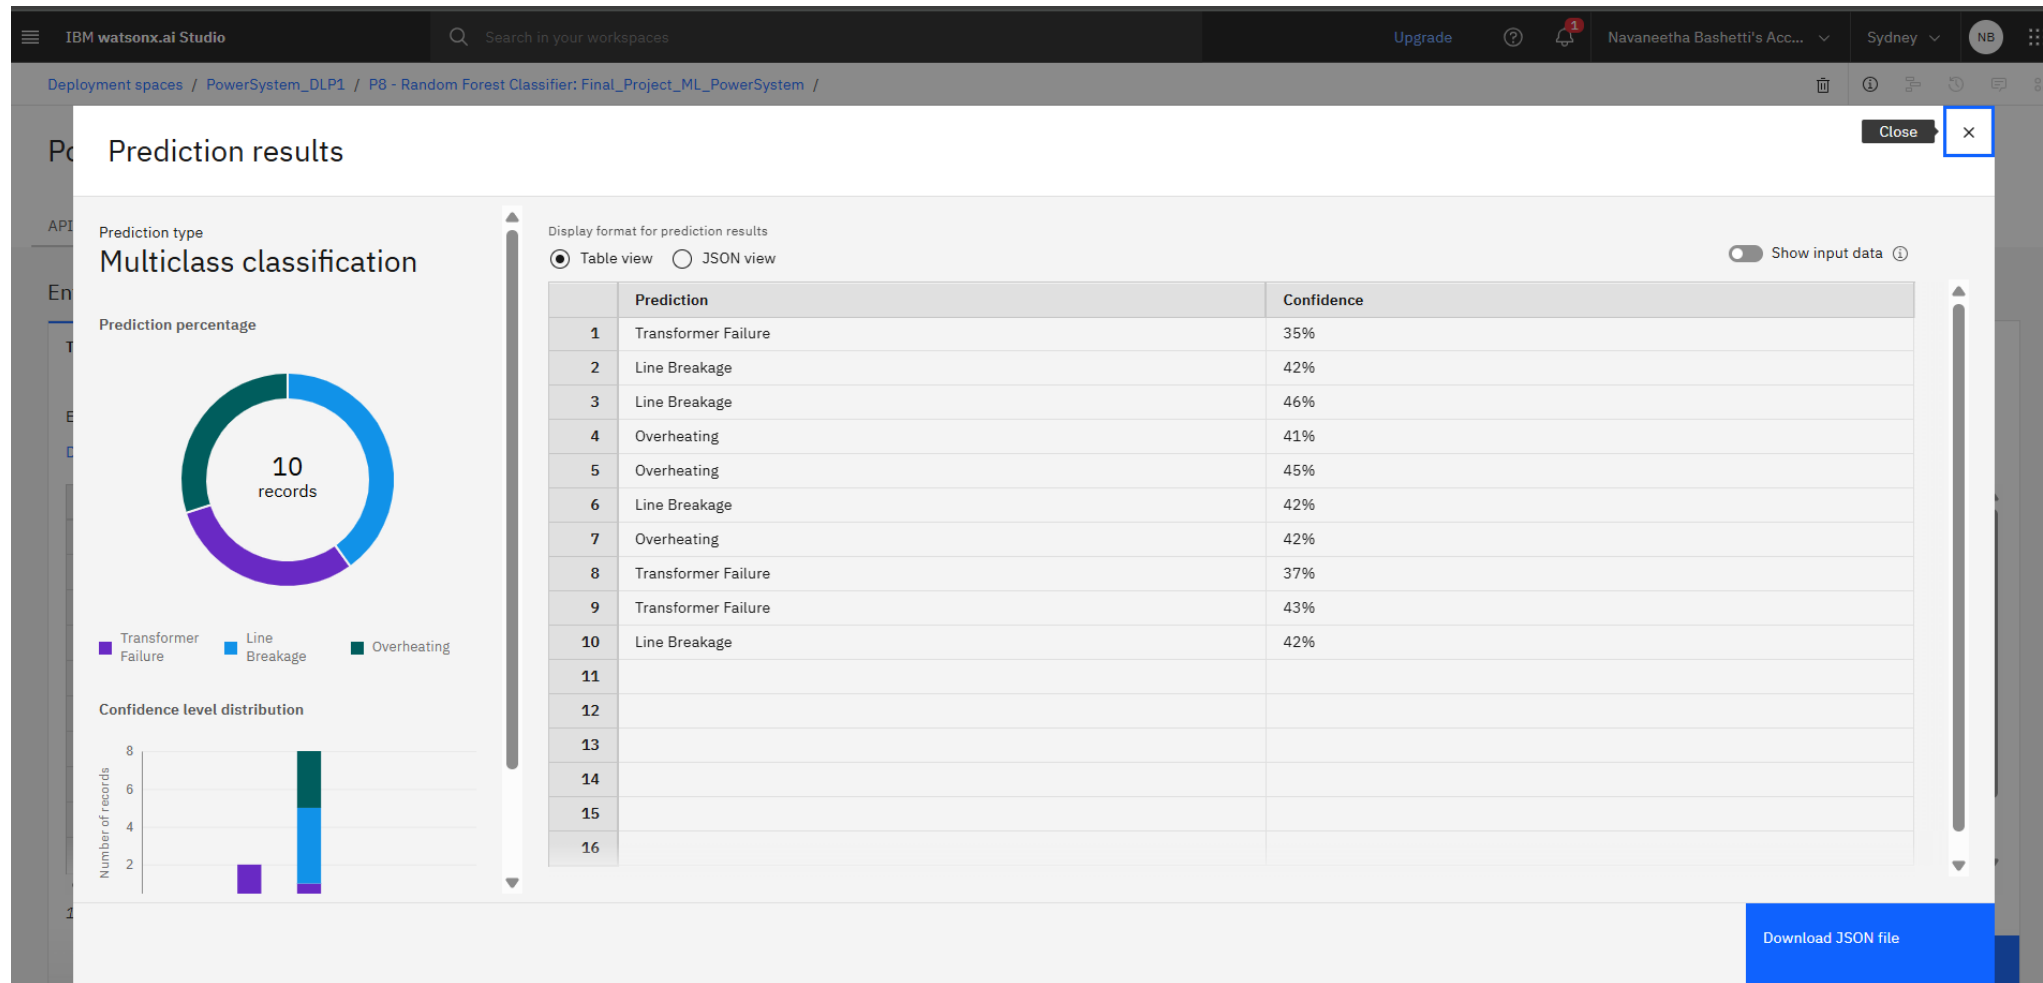 IBM watsonx.ai Studio
Search in your workspaces
Upgrade
1
Navaneetha Bashetti's Acc...
Sydney
NB
Deployment spaces / PowerSystem_DLP1 / P8 - Random Forest Classifier: Final_Project_ML_PowerSystem /
Prediction results
Close
API
Prediction type
Multiclass classification
Prediction percentage
10
records
Transformer Failure
Line Breakage
Overheating
Confidence level distribution
Number of records
8
6
4
2
Display format for prediction results
Table view
JSON view
Show input data
Prediction Confidence
1 Transformer Failure 35%
2 Line Breakage 42%
3 Line Breakage 46%
4 Overheating 41%
5 Overheating 45%
6 Line Breakage 42%
7 Overheating 42%
8 Transformer Failure 37%
9 Transformer Failure 43%
10 Line Breakage 42%
11
12
13
14
15
16
Download JSON file